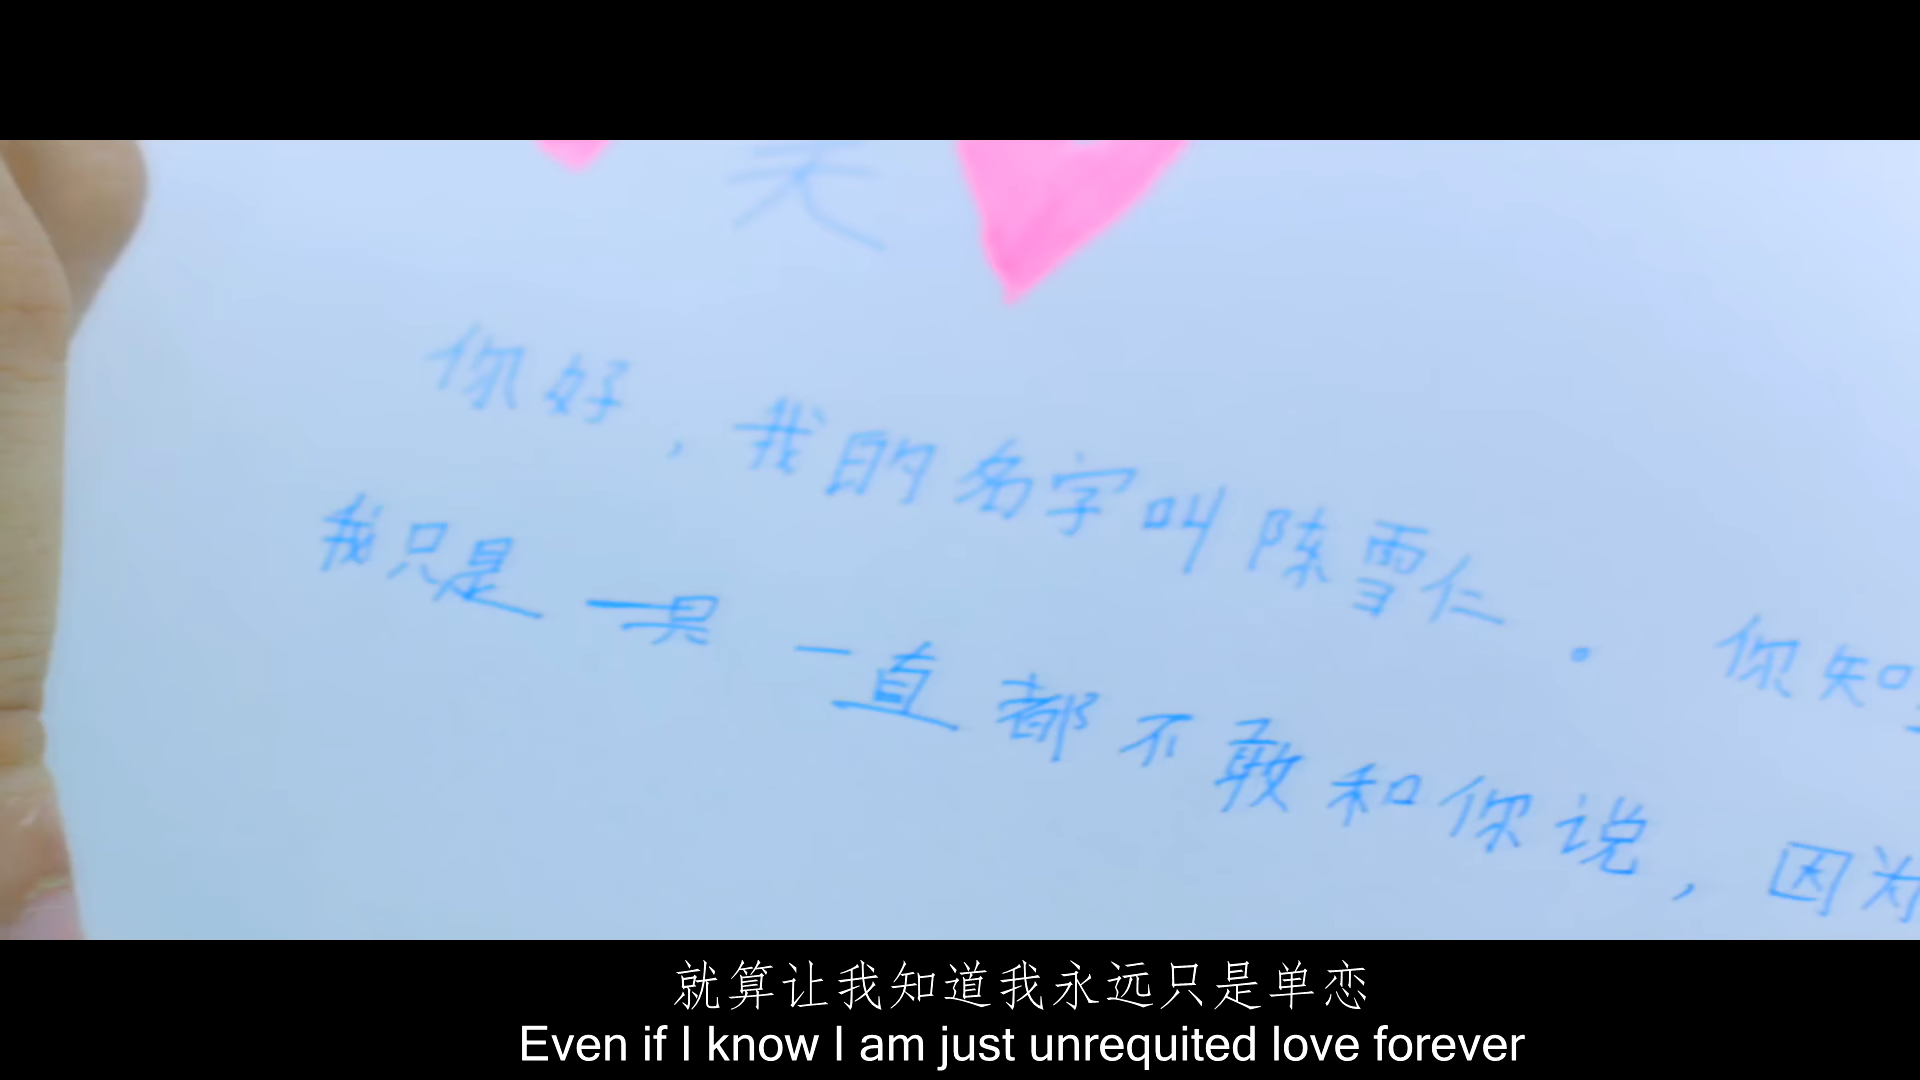 你好，我的名字叫陈雪仁。 你知
我只是 一直都不敢和你说，因为
就算让我知道我永远只是单恋
Even if I know I am just unrequited love forever